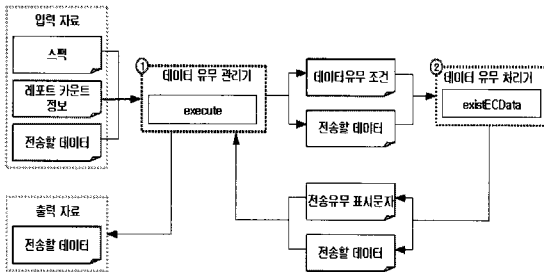 입력 자료
스펙
레포트 카운트
정보
전송할 데이터
① 데이터 유무 관리기
execute
데이터유무 조건
전송할 데이터
② 데이터 유무 처리기
existECData
전송유무 표시문자
전송할 데이터
출력 자료
전송할 데이터